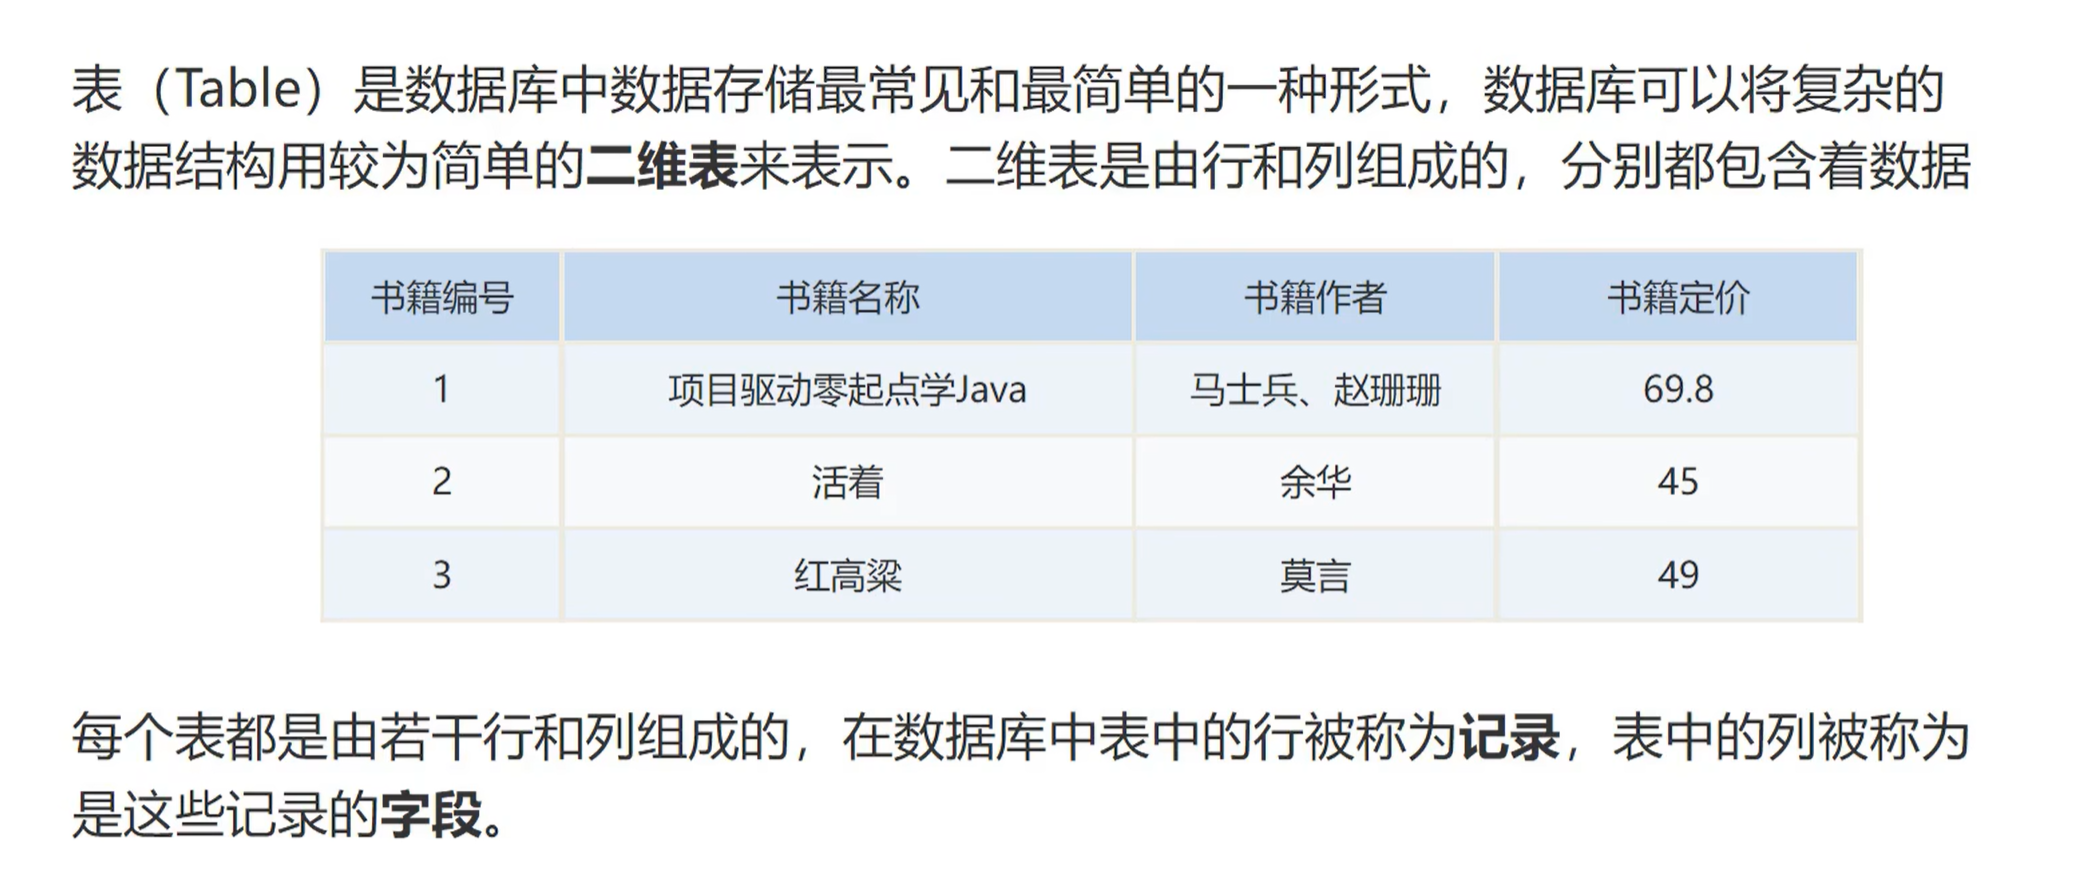 表（Table）是数据库中数据存储最常见和最简单的一种形式，数据库可以将复杂的
数据结构用较为简单的二维表来表示。二维表是由行和列组成的，分别都包含着数据
书籍编号 书籍名称 书籍作者 书籍定价
1 项目驱动零起点学Java 马士兵、赵珊珊 69.8
2 活着 余华 45
3 红高粱 莫言 49
每个表都是由若干行和列组成的，在数据库中表中的行被称为记录，表中的列被称为
是这些记录的字段。